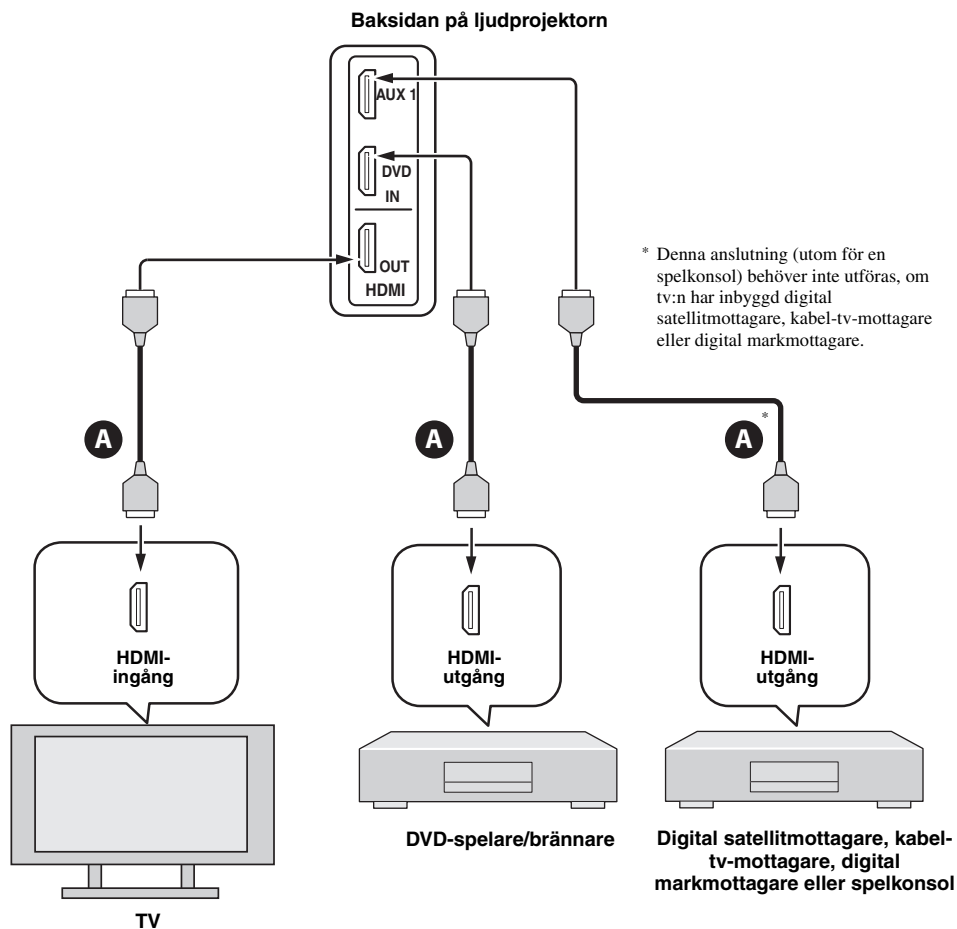 Baksidan på ljudprojektorn
AUX 1
DVD
IN
OUT
HDMI
* Denna anslutning (utom för en
spelkonsol) behöver inte utföras, om
tv:n har inbyggd digital
satellitmottagare, kabel-tv-mottagare
eller digital markmottagare.
A
A
A
*
HDMI-
ingång
HDMI-
utgång
HDMI-
utgång
TV
DVD-spelare/brännare
Digital satellitmottagare, kabel-
tv-mottagare, digital
markmottagare eller spelkonsol